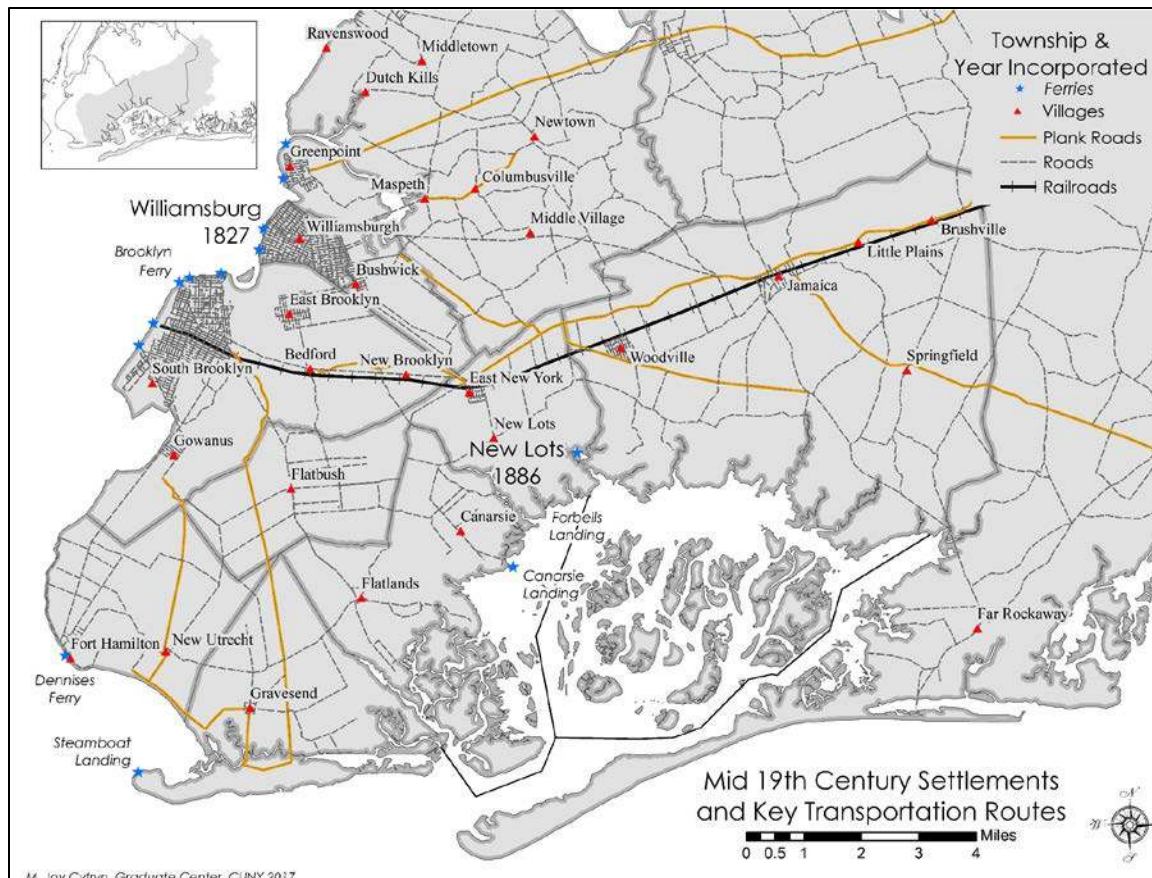 Ravenswood
Middletown
Dutch Kills
Newtown
Greenpoint
Columbusville
Maspeth
Williamsburg
1827
Williamsburgh
Middle Village
Brooklyn
Ferry
Bushwick
East Brooklyn
Brushville
Little Plains
Jamaica
Bedford
New Brooklyn
Woodville
Springfield
South Brooklyn
East New York
New Lots
New Lots
1886
Gowanus
Flatbush
Canarsie
Forbells
Landing
Canarsie
Landing
Flatlands
Far Rockaway
Fort Hamilton
New Utrecht
Dennises
Ferry
Gravesend
Steamboat
Landing
Township &
Year Incorporated
Ferries
Villages
Plank Roads
Roads
Railroads
Mid 19th Century Settlements
and Key Transportation Routes
Miles
0 0.5 1 2 3 4
N
W
S
Graduate Center, CUNY 2017